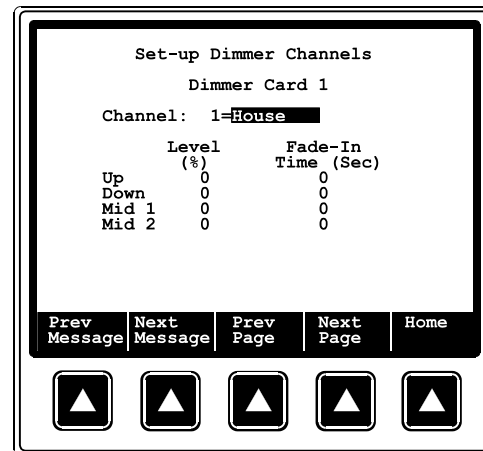 Set-up Dimmer Channels
Dimmer Card 1
Channel: 1=House
Level Fade-In
(%) Time (Sec)
Up 0 0
Down 0 0
Mid 1 0 0
Mid 2 0 0
Prev Next Prev Next Home
Message Message Page Page